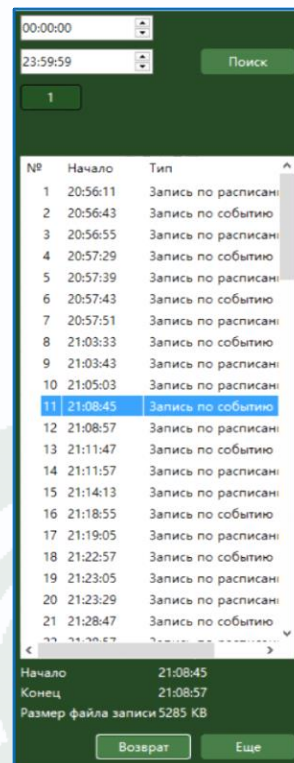 00:00:00
23:59:59 Поиск
1
№ Начало Тип
1 20:56:11 Запись по расписани
2 20:56:43 Запись по событию
3 20:56:55 Запись по расписани
4 20:57:29 Запись по событию
5 20:57:39 Запись по расписани
6 20:57:43 Запись по событию
7 20:57:51 Запись по расписани
8 21:03:33 Запись по событию
9 21:03:43 Запись по расписани
10 21:05:03 Запись по расписани
11 21:08:45 Запись по событию
12 21:08:57 Запись по расписани
13 21:11:47 Запись по событию
14 21:11:57 Запись по расписани
15 21:14:13 Запись по расписани
16 21:18:55 Запись по событию
17 21:19:05 Запись по расписани
18 21:22:57 Запись по событию
19 21:23:05 Запись по расписани
20 21:23:29 Запись по расписани
21 21:28:47 Запись по событию
Начало 21:08:45
Конец 21:08:57
Размер файла записи 5285 KB
Возврат Еще